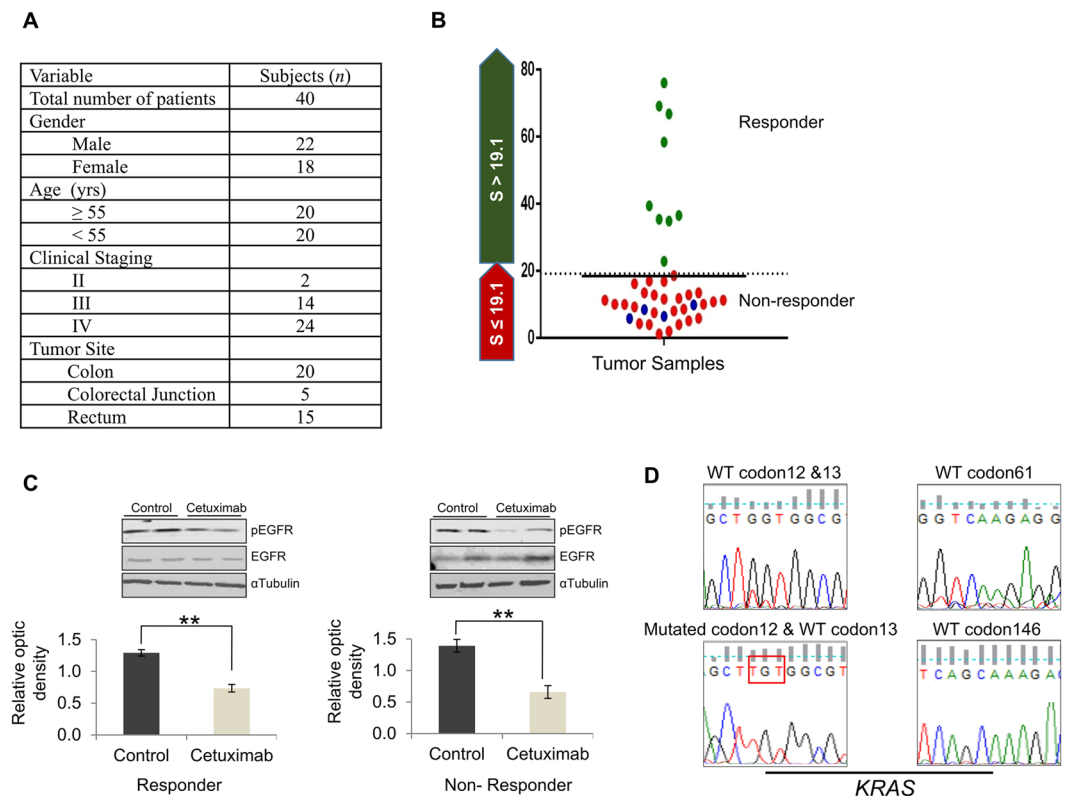 A
Variable Subjects (n)
Total number of patients 40
Gender
Male 22
Female 18
Age (yrs)
≥ 55 20
< 55 20
Clinical Staging
II 2
III 14
IV 24
Tumor Site
Colon 20
Colorectal Junction 5
Rectum 15
B
S > 19.1
S ≤ 19.1
80
60
40
20
0
Responder
Non-responder
Tumor Samples
C
Control Cetuximab
pEGFR
EGFR
αTubulin
**
Relative optic
density
1.5
1.0
0.5
0.0
Control Cetuximab
Responder
Control Cetuximab
pEGFR
EGFR
αTubulin
**
Relative optic
density
1.5
1.0
0.5
0.0
Control Cetuximab
Non- Responder
D
WT codon12 &13
G C T G G T G G C G T
WT codon61
G G T C A A G A G G
Mutated codon12 & WT codon13
A G C T T G T G G C G T
WT codon146
T C A G C A A A G A C
KRAS